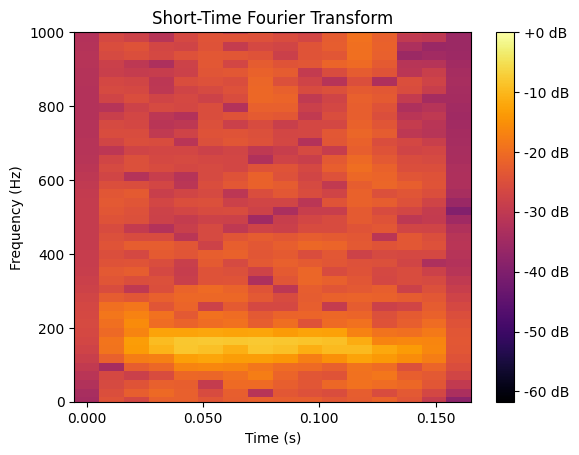 Short-Time Fourier Transform
1000
800
600
400
200
0
Frequency (Hz)
0.000
0.050
0.100
0.150
Time (s)
+0 dB
-10 dB
-20 dB
-30 dB
-40 dB
-50 dB
-60 dB